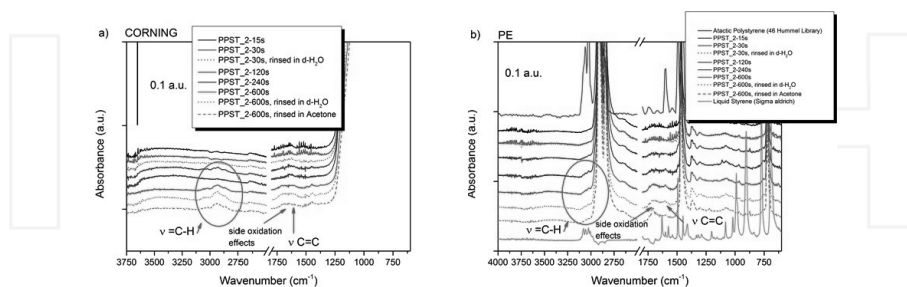 a) CORNING
PPST_2-15s
PPST_2-30s
PPST_2-30s, rinsed in d-H₂O
PPST_2-120s
PPST_2-240s
PPST_2-600s
PPST_2-600s, rinsed in d-H₂O
PPST_2-600s, rinsed in Acetone
0.1 a.u.
Absorbance (a.u.)
ν =C-H
side oxidation
effects
ν C=C
3750 3000 2500 1750 1250 1000 750
Wavenumber (cm⁻¹)
b) PE
Atactic Polystyrene (46 Hummel Library)
PPST_2-15s
PPST_2-30s
PPST_2-30s, rinsed in d-H₂O
PPST_2-120s
PPST_2-240s
PPST_2-600s
PPST_2-600s, rinsed in d-H₂O
PPST_2-600s, rinsed in Acetone
Liquid Styrene (Sigma aldrich)
0.1 a.u.
Absorbance (a.u.)
ν =C-H
side oxidation
effects
ν C=C
4000 3750 3500 3250 3000 2750 1750 1500 1250 1000 750
Wavenumber (cm⁻¹)